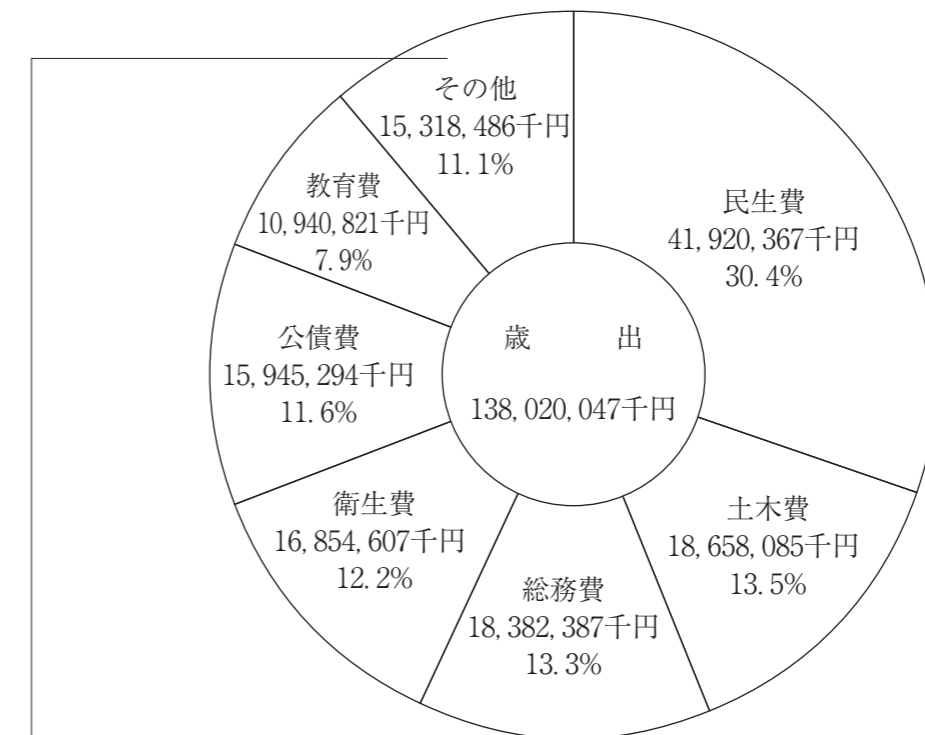 その他
15,318,486千円
11.1%
教育費
10,940,821千円
7.9%
民生費
41,920,367千円
30.4%
歳 出
138,020,047千円
公債費
15,945,294千円
11.6%
衛生費
16,854,607千円
12.2%
土木費
18,658,085千円
13.5%
総務費
18,382,387千円
13.3%